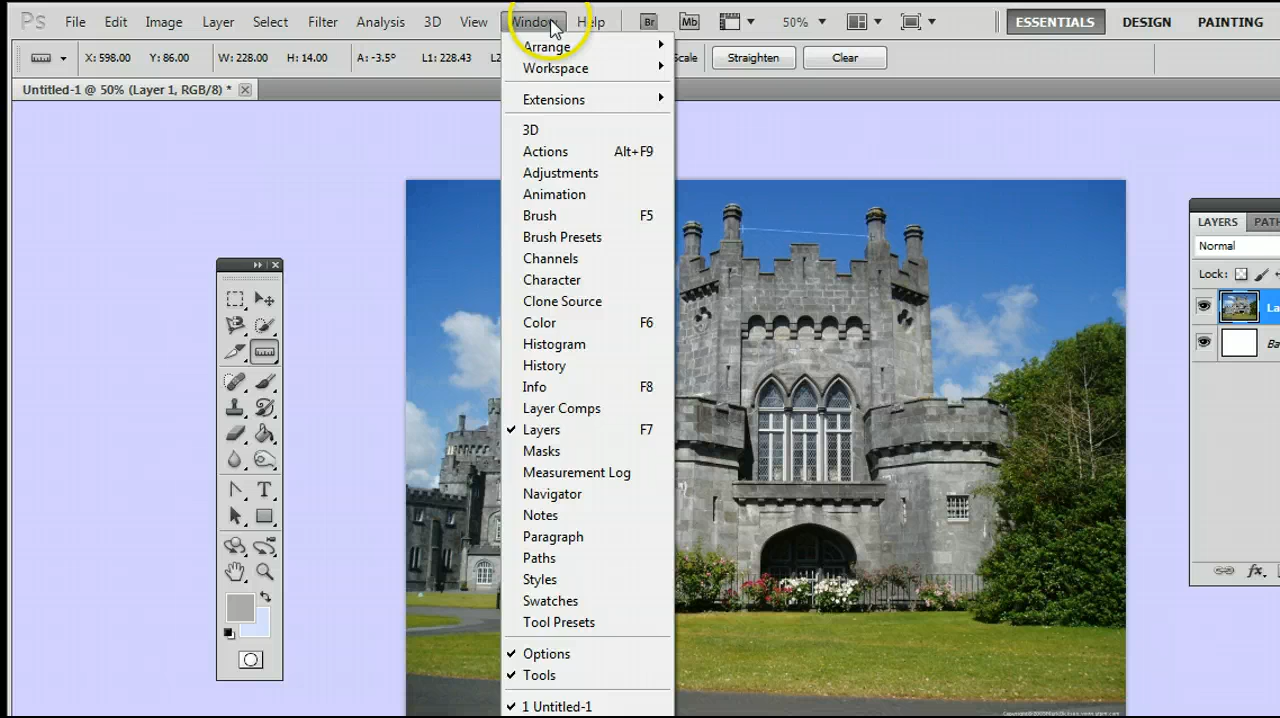 Ps File Edit Image Layer Select Filter Analysis 3D View Window Help Br Mb 50% ESSENTIALS DESIGN PAINTING
X: 598.00 Y: 86.00 W: 228.00 H: 14.00 A: -3.5° L1: 228.43 Straighten Clear
Untitled-1 @ 50% (Layer 1, RGB/8) *
Arrange
Workspace
Extensions
3D
Actions Alt+F9
Adjustments
Animation
Brush F5
Brush Presets
Channels
Character
Clone Source
Color F6
Histogram
History
Info F8
Layer Comps
Layers F7
Masks
Measurement Log
Navigator
Notes
Paragraph
Paths
Styles
Swatches
Tool Presets
Options
Tools
1 Untitled-1
LAYERS PATH
Normal
Lock:
La
Ba
fx